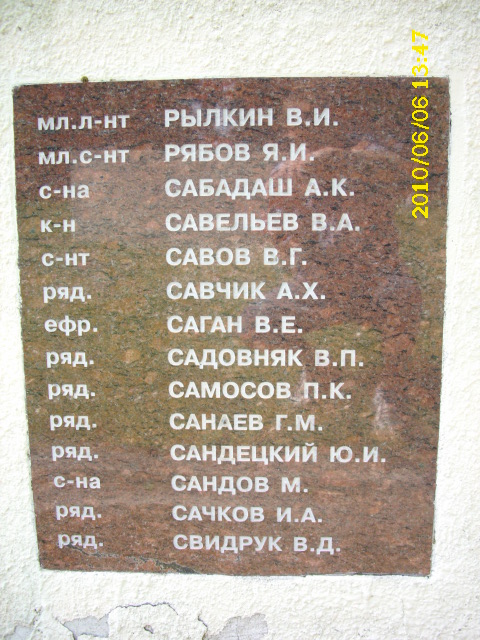 мл.л-нт РЫЛКИН В.И.
мл.с-нт РЯБОВ Я.И.
с-на САБАДАШ А.К.
к-н САВЕЛЬЕВ В.А.
с-нт САВОВ В.Г.
ряд. САВЧИК А.Х.
ефр. САГАН В.Е.
ряд. САДОВНЯК В.П.
ряд. САМОСОВ П.К.
ряд. САНАЕВ Г.М.
ряд. САНДЕЦКИЙ Ю.И.
с-на САНДОВ М.
ряд. САЧКОВ И.А.
ряд. СВИДРУК В.Д.
2010/06/06 13:47